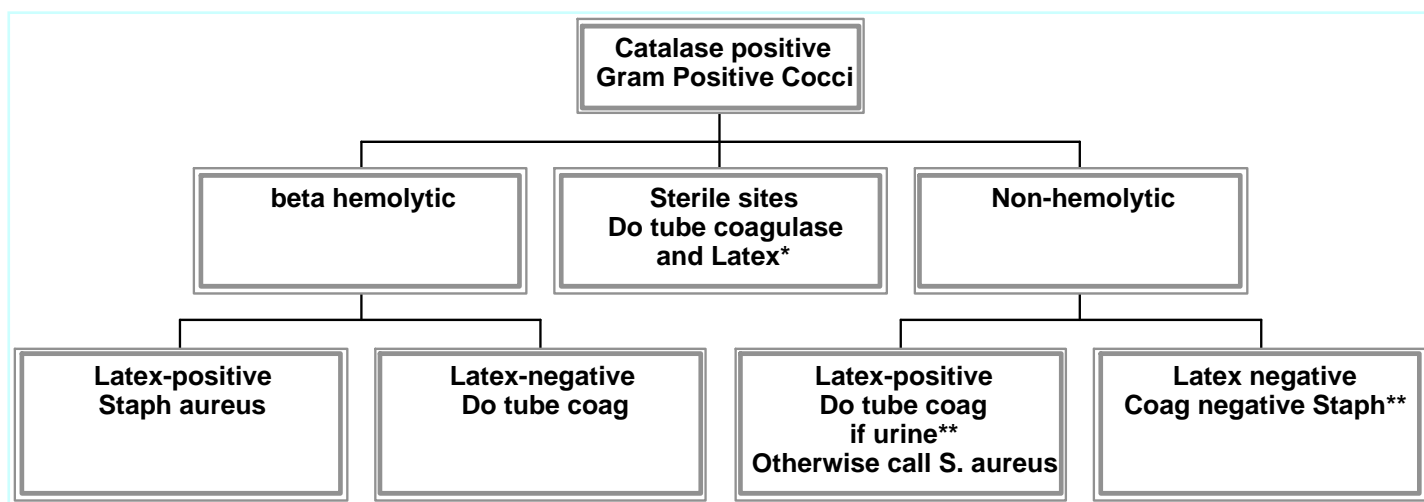 Catalase positive
Gram Positive Cocci
beta hemolytic
Sterile sites
Do tube coagulase
and Latex*
Non-hemolytic
Latex-positive
Staph aureus
Latex-negative
Do tube coag
Latex-positive
Do tube coag
if urine**
Otherwise call S. aureus
Latex negative
Coag negative Staph**